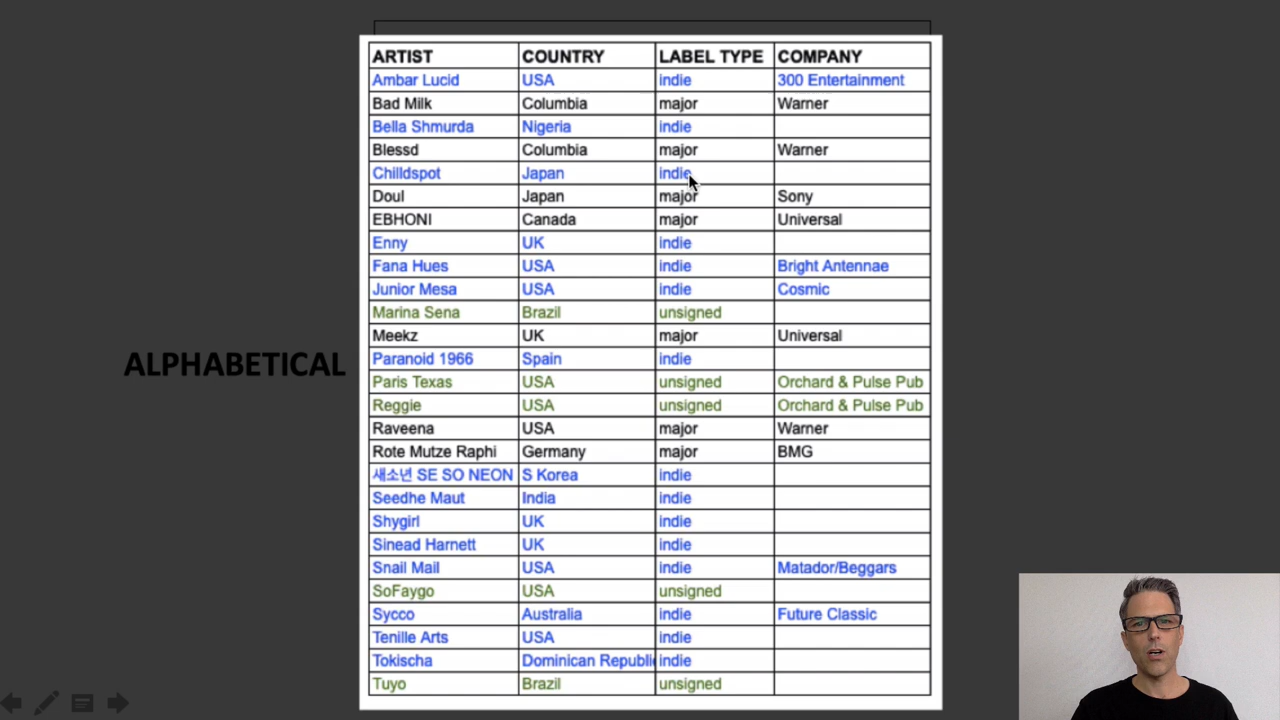 ARTIST COUNTRY LABEL TYPE COMPANY
Ambar Lucid USA indie 300 Entertainment
Bad Milk Columbia major Warner
Bella Shmurda Nigeria indie
Blessd Columbia major Warner
Chilldspot Japan indie
Doul Japan major Sony
EBHONI Canada major Universal
Enny UK indie
Fana Hues USA indie Bright Antennae
Junior Mesa USA indie Cosmic
Marina Sena Brazil unsigned
Meekz UK major Universal
ALPHABETICAL
Paranoid 1966 Spain indie
Paris Texas USA unsigned Orchard & Pulse Pub
Reggie USA unsigned Orchard & Pulse Pub
Raveena USA major Warner
Rote Mutze Raphi Germany major BMG
새소년 SE SO NEON S Korea indie
Seedhe Maut India indie
Shygirl UK indie
Sinead Harnett UK indie
Snail Mail USA indie Matador/Beggars
SoFaygo USA unsigned
Sycco Australia indie Future Classic
Tenille Arts USA indie
Tokischa Dominican Republi indie
Tuyo Brazil unsigned